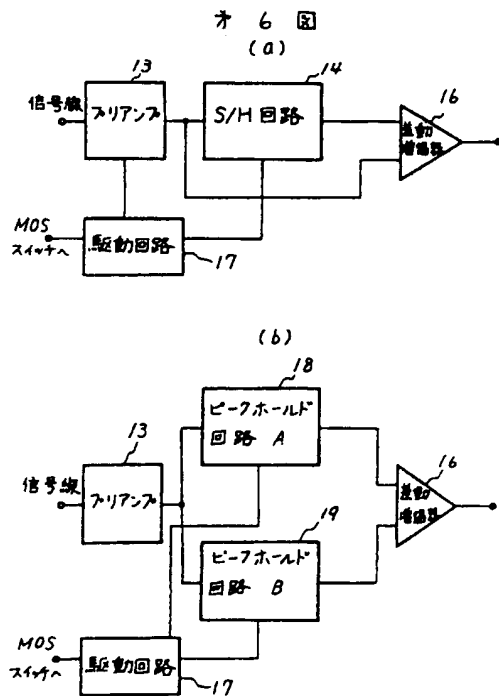 才 6 図
(a)
13
14
信号線
プリアンプ
S/H 回路
16
差動
増幅器
MOS
スイッチへ
駆動回路
17
(b)
18
ピークホールド
回路 A
13
信号線
プリアンプ
16
差動
増幅器
19
ピークホールド
回路 B
MOS
スイッチへ
駆動回路
17